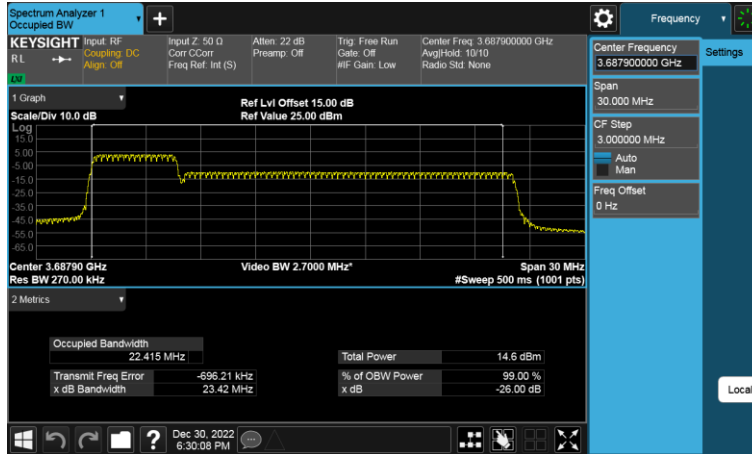 Spectrum Analyzer 1
Occupied BW
Frequency
KEYSIGHT
RL
LXI
Input: RF
Coupling: DC
Align: Off
Input Z: 50 Ω
Corr CCorr
Freq Ref: Int (S)
Atten: 22 dB
Preamp: Off
Trig: Free Run
Gate: Off
#IF Gain: Low
Center Freq: 3.687900000 GHz
Avg|Hold: 10/10
Radio Std: None
Center Frequency
3.687900000 GHz
Settings
Span
30.000 MHz
CF Step
3.000000 MHz
Auto
Man
Freq Offset
0 Hz
Local
1 Graph
Scale/Div 10.0 dB
Ref Lvl Offset 15.00 dB
Ref Value 25.00 dBm
Log
15.0
5.00
-5.00
-15.0
-25.0
-35.0
-45.0
-55.0
-65.0
Center 3.68790 GHz
Res BW 270.00 kHz
Video BW 2.7000 MHz*
Span 30 MHz
#Sweep 500 ms (1001 pts)
2 Metrics
Occupied Bandwidth
22.415 MHz
Transmit Freq Error -696.21 kHz
x dB Bandwidth 23.42 MHz
Total Power 14.6 dBm
% of OBW Power 99.00 %
x dB -26.00 dB
?
Dec 30, 2022
6:30:08 PM